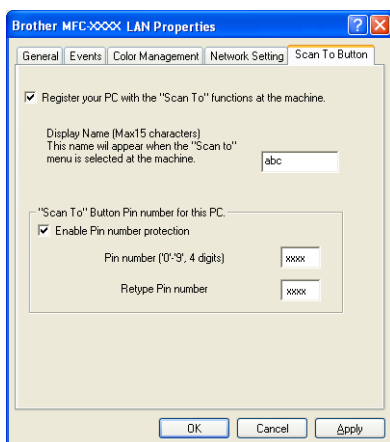 Brother MFC-XXXX LAN Properties
General Events Color Management Network Setting Scan To Button
Register your PC with the "Scan To" functions at the machine.
Display Name (Max15 characters)
This name wil appear when the "Scan to"
menu is selected at the machine.
abc
"Scan To" Button Pin number for this PC.
Enable Pin number protection
Pin number ('0'-'9', 4 digits) xxxx
Retype Pin number xxxx
OK Cancel Apply